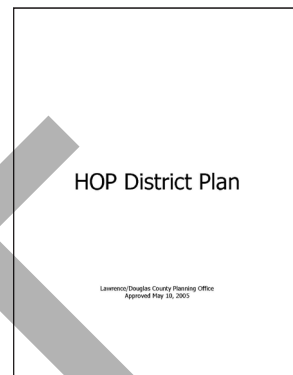 HOP District Plan
Lawrence/Douglas County Planning Office
Approved May 10, 2005